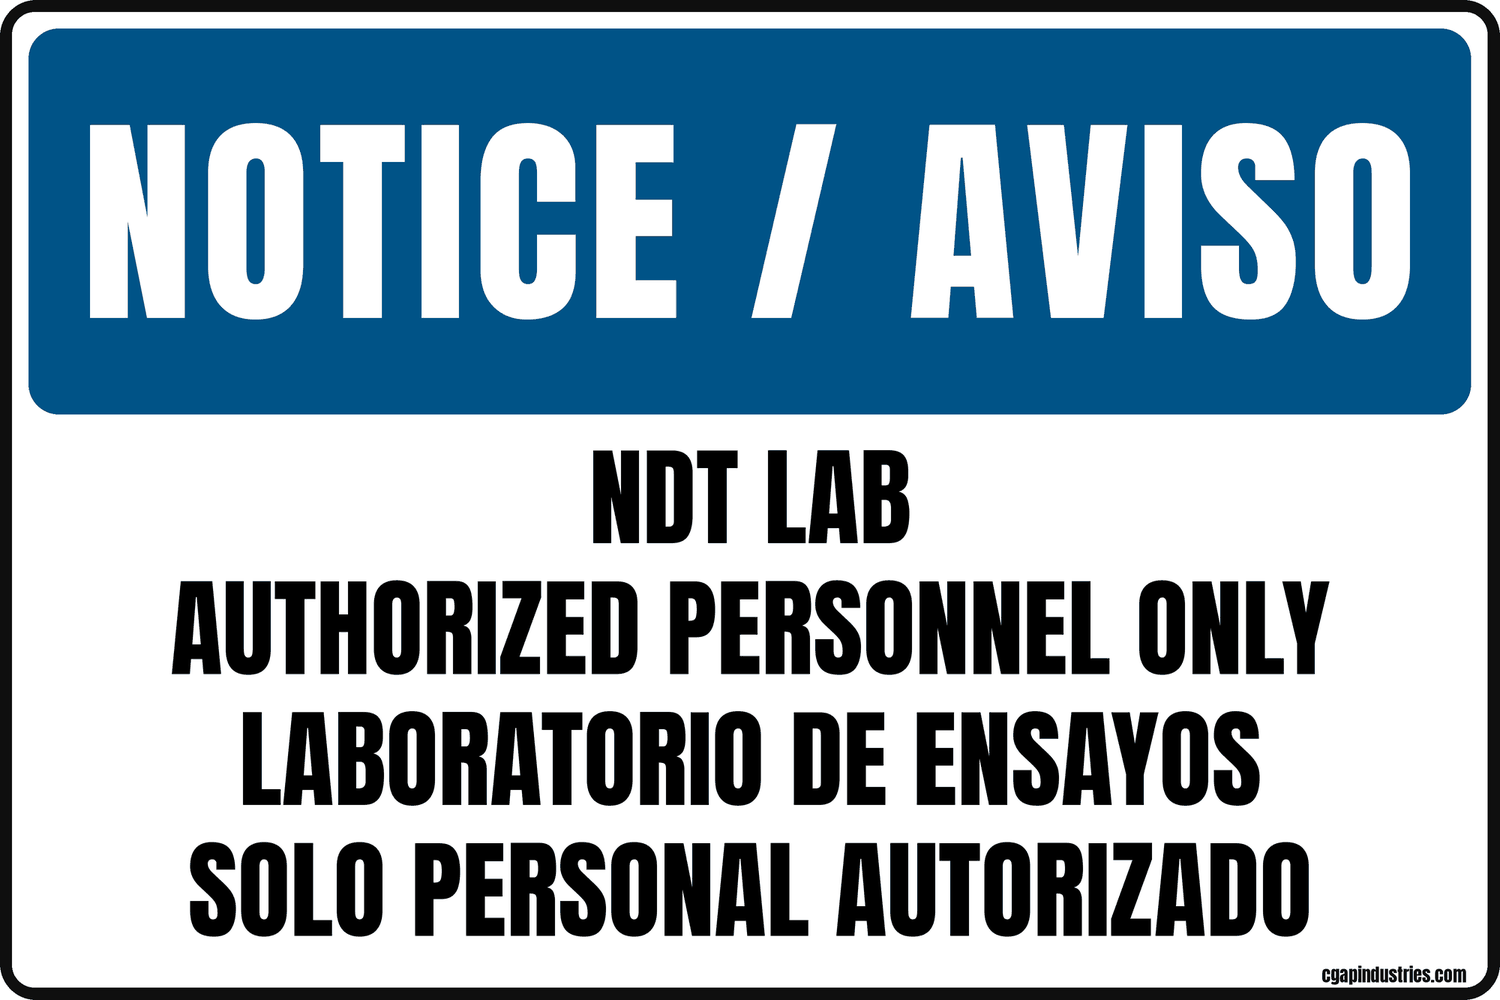 NOTICE / AVISO
NDT LAB
AUTHORIZED PERSONNEL ONLY
LABORATORIO DE ENSAYOS
SOLO PERSONAL AUTORIZADO
cgapindustries.com